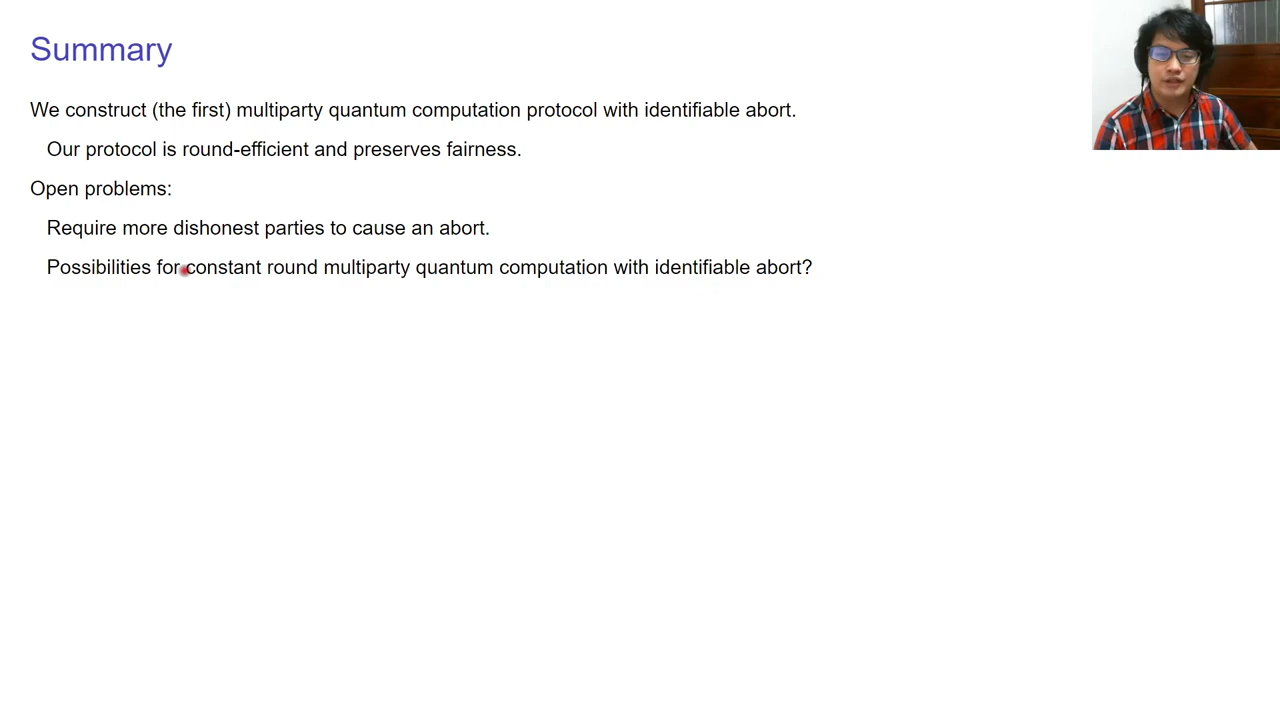 Summary
We construct (the first) multiparty quantum computation protocol with identifiable abort.
Our protocol is round-efficient and preserves fairness.
Open problems:
Require more dishonest parties to cause an abort.
Possibilities for constant round multiparty quantum computation with identifiable abort?